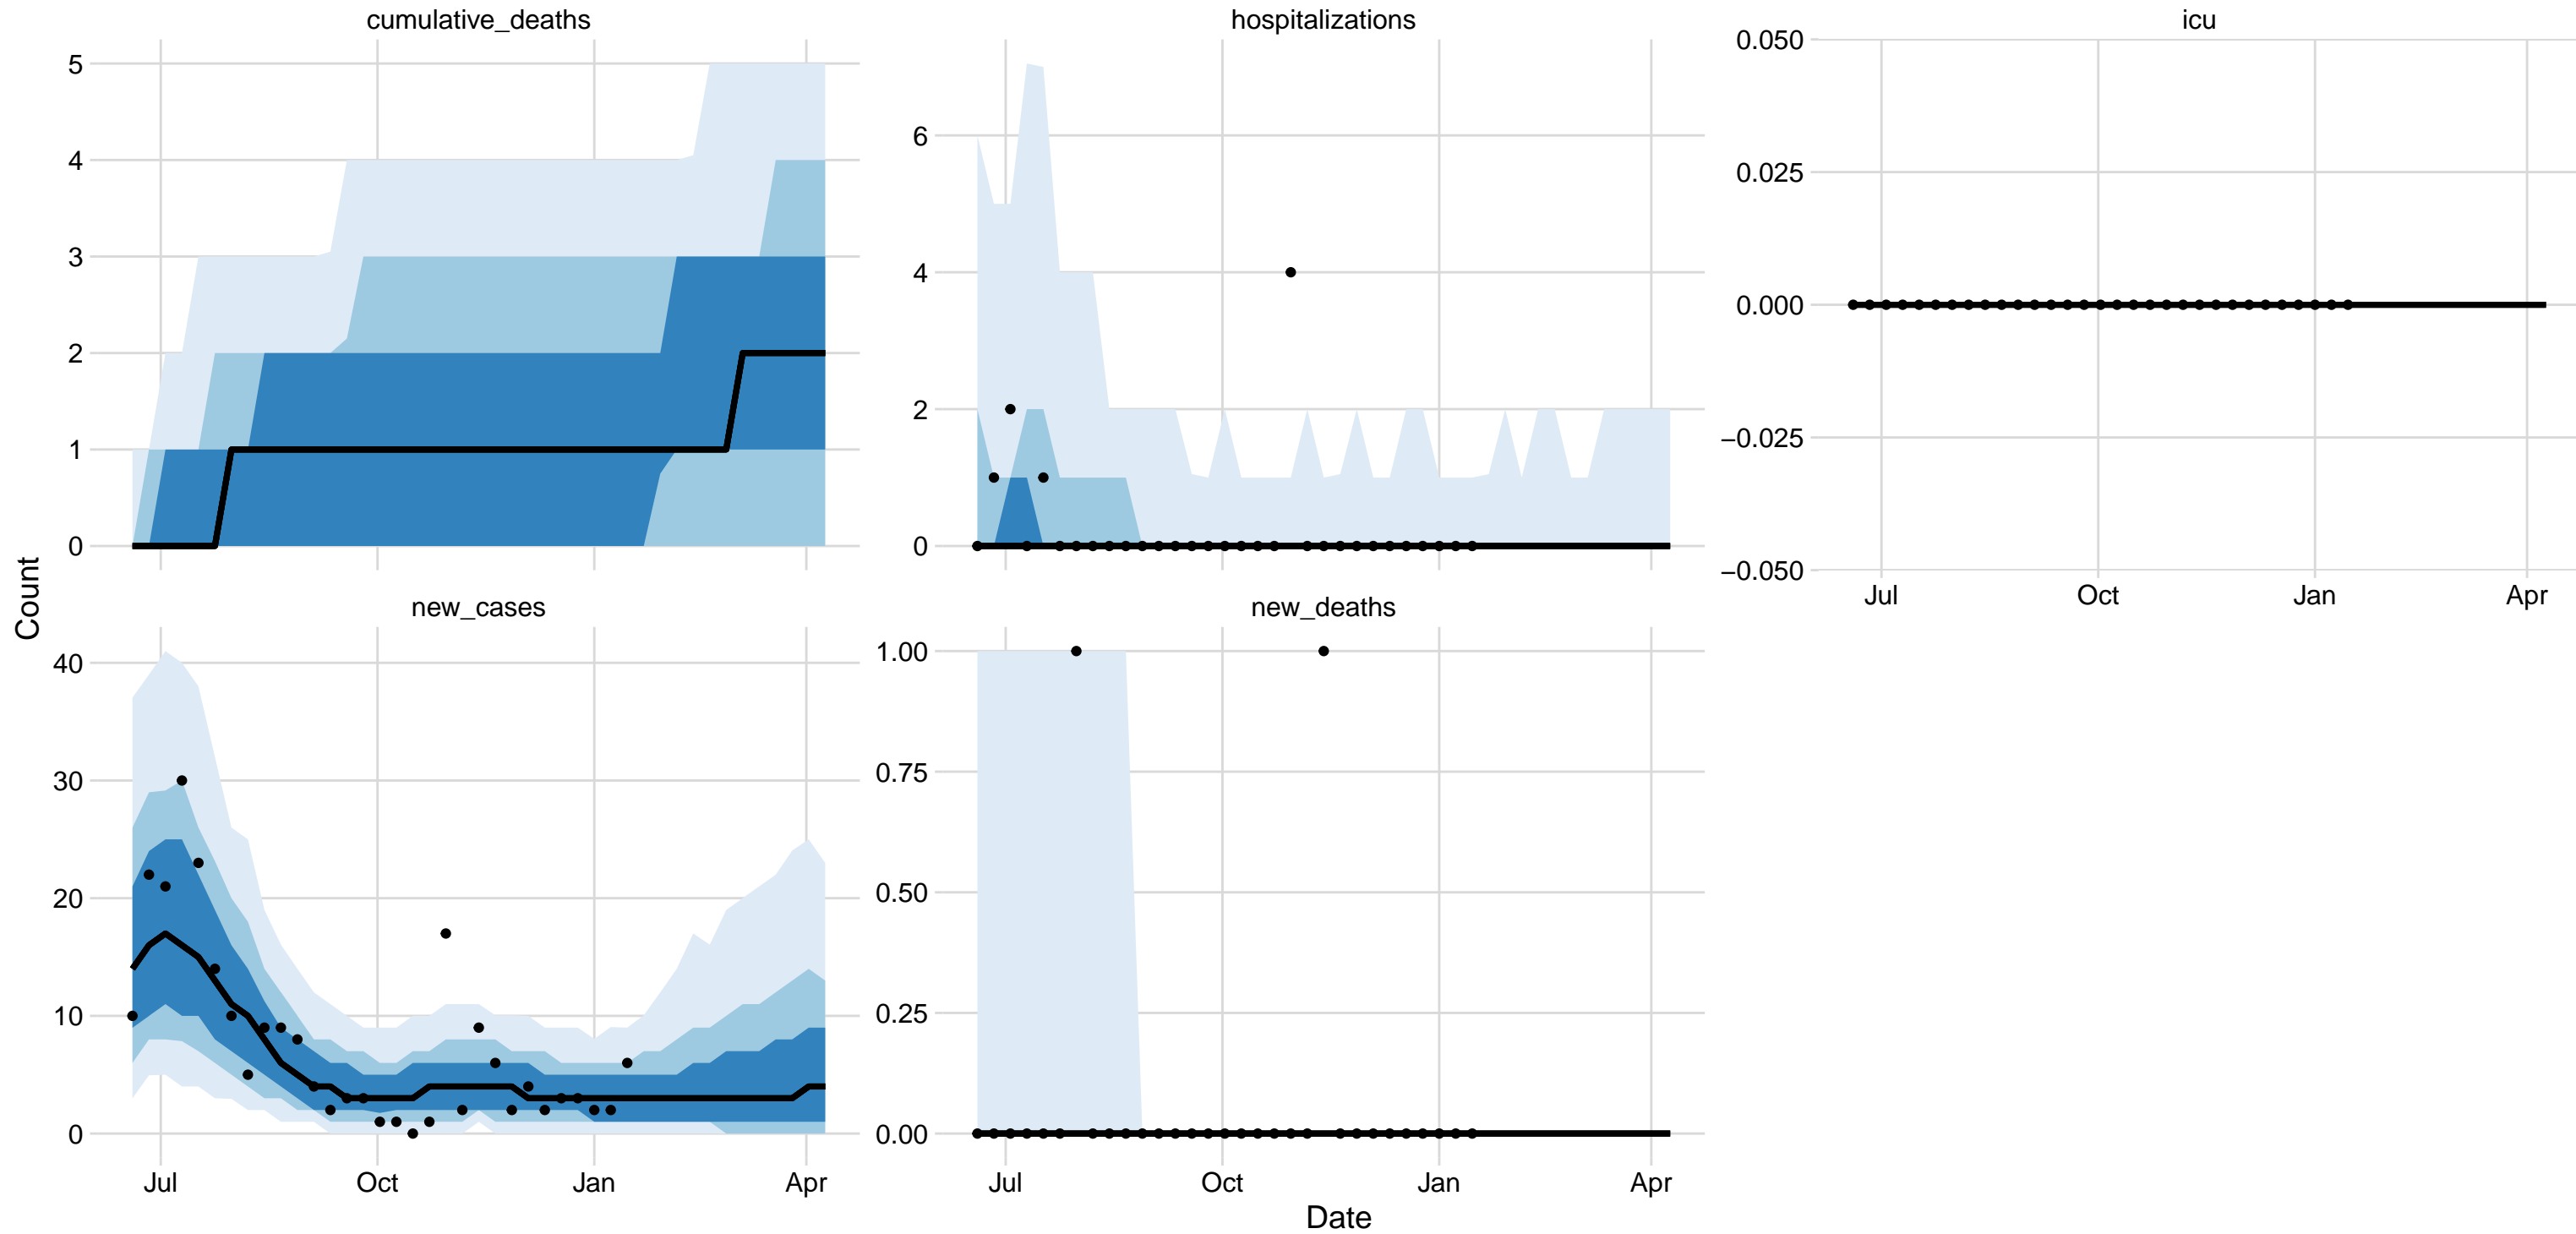 cumulative_deaths
hospitalizations
icu
5
4
3
2
1
0
6
4
2
0
0.050
0.025
0.000
−0.025
−0.050
Jul Oct Jan Apr
Count
new_cases
new_deaths
40
30
20
10
0
1.00
0.75
0.50
0.25
0.00
Jul Oct Jan Apr
Jul Oct Jan Apr
Date